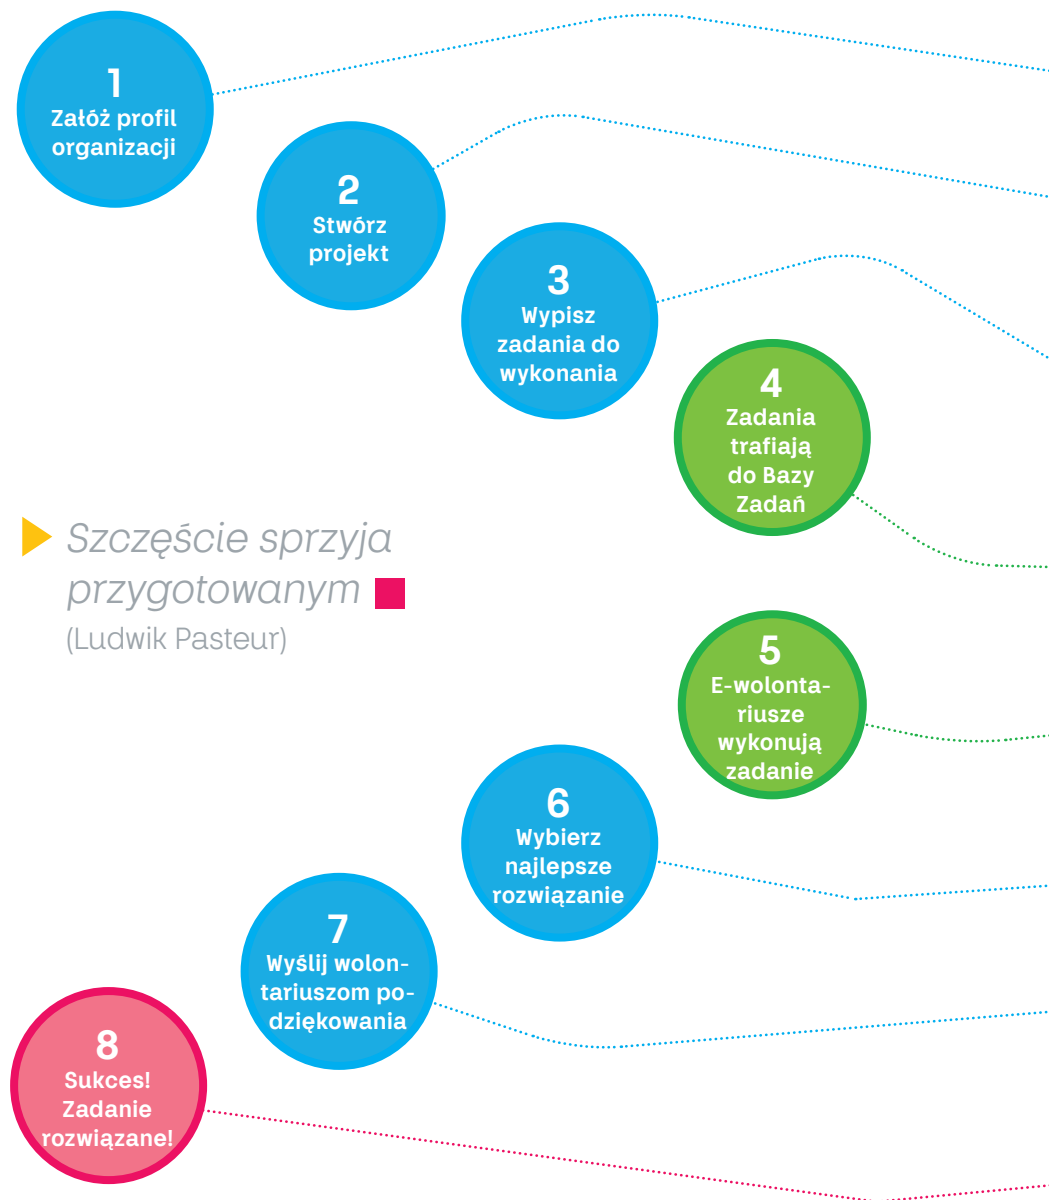 1
Załóż profil
organizacji
2
Stwórz
projekt
3
Wypisz
zadania do
wykonania
4
Zadania
trafiają
do Bazy
Zadań
Szczęście sprzyja
przygotowanym
(Ludwik Pasteur)
5
E-wolonta-
riusze
wykonują
zadanie
6
Wybierz
najlepsze
rozwiązanie
7
Wyślij wolon-
tariuszom po-
dziękowania
8
Sukces!
Zadanie
rozwiązane!